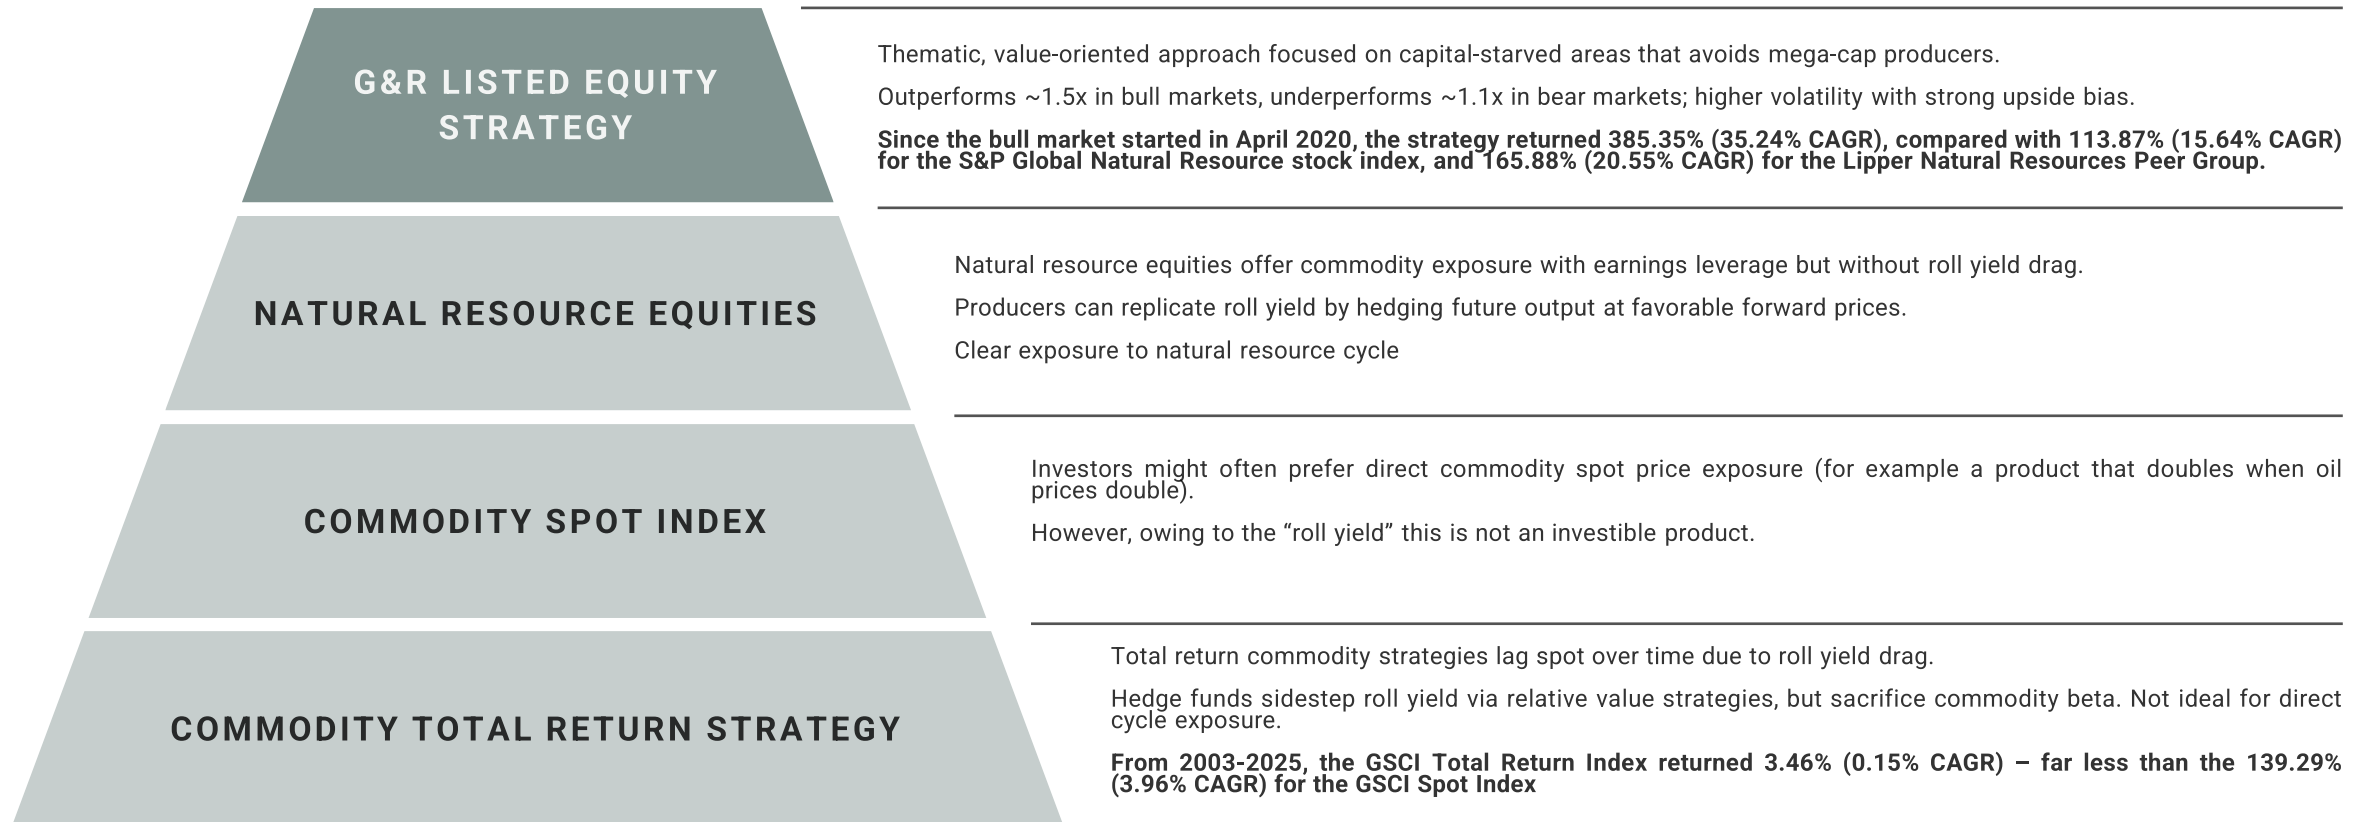 G&R LISTED EQUITY
STRATEGY
Thematic, value-oriented approach focused on capital-starved areas that avoids mega-cap producers.
Outperforms ~1.5x in bull markets, underperforms ~1.1x in bear markets; higher volatility with strong upside bias.
Since the bull market started in April 2020, the strategy returned 385.35% (35.24% CAGR), compared with 113.87% (15.64% CAGR)
for the S&P Global Natural Resource stock index, and 165.88% (20.55% CAGR) for the Lipper Natural Resources Peer Group.
NATURAL RESOURCE EQUITIES
Natural resource equities offer commodity exposure with earnings leverage but without roll yield drag.
Producers can replicate roll yield by hedging future output at favorable forward prices.
Clear exposure to natural resource cycle
COMMODITY SPOT INDEX
Investors might often prefer direct commodity spot price exposure (for example a product that doubles when oil
prices double).
However, owing to the “roll yield” this is not an investible product.
COMMODITY TOTAL RETURN STRATEGY
Total return commodity strategies lag spot over time due to roll yield drag.
Hedge funds sidestep roll yield via relative value strategies, but sacrifice commodity beta. Not ideal for direct
cycle exposure.
From 2003-2025, the GSCI Total Return Index returned 3.46% (0.15% CAGR) – far less than the 139.29%
(3.96% CAGR) for the GSCI Spot Index